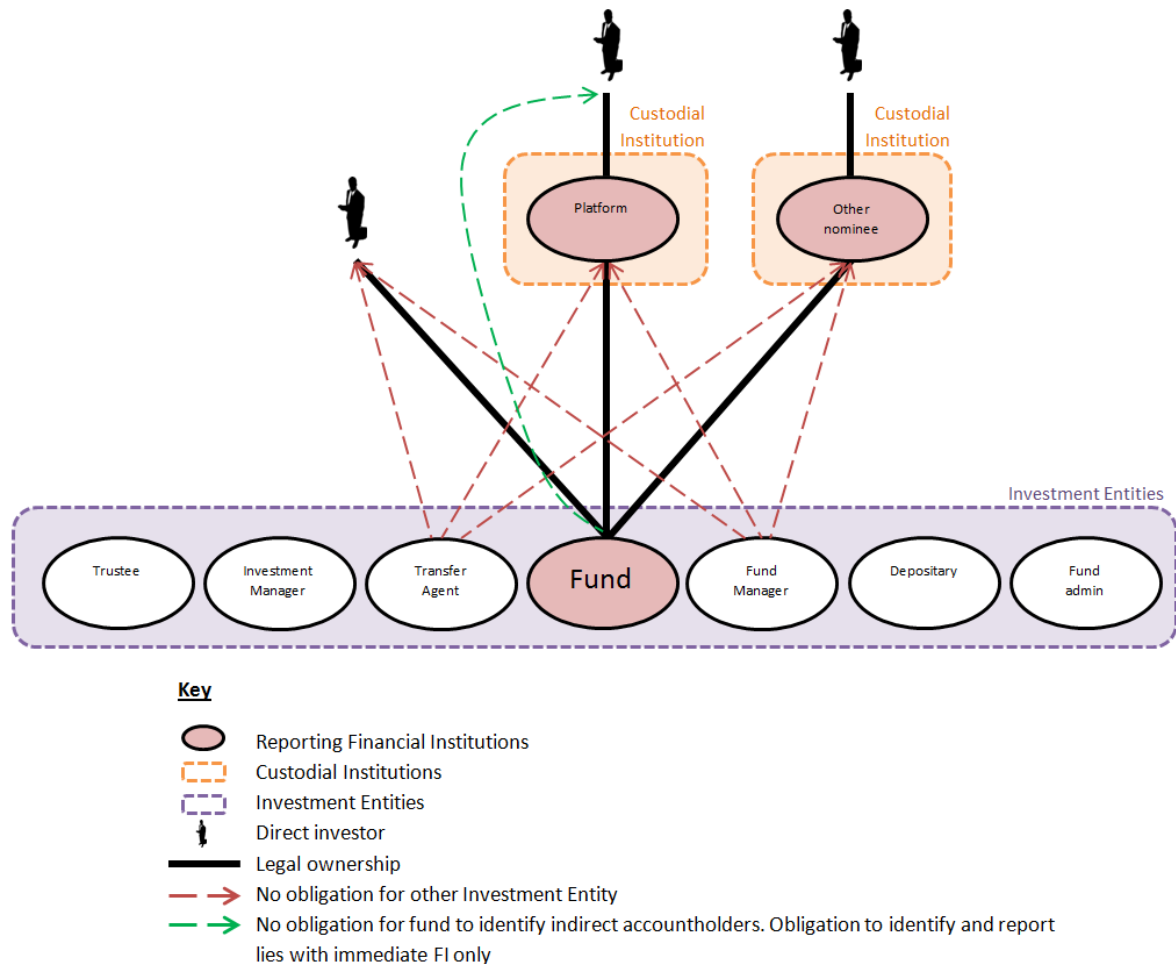 Custodial
Institution
Custodial
Institution
Platform
Other
nominee
Investment Entities
Trustee
Investment
Manager
Transfer
Agent
Fund
Fund
Manager
Depositary
Fund
admin
Key
Reporting Financial Institutions
Custodial Institutions
Investment Entities
Direct investor
Legal ownership
No obligation for other Investment Entity
No obligation for fund to identify indirect accountholders. Obligation to identify and report
lies with immediate FI only